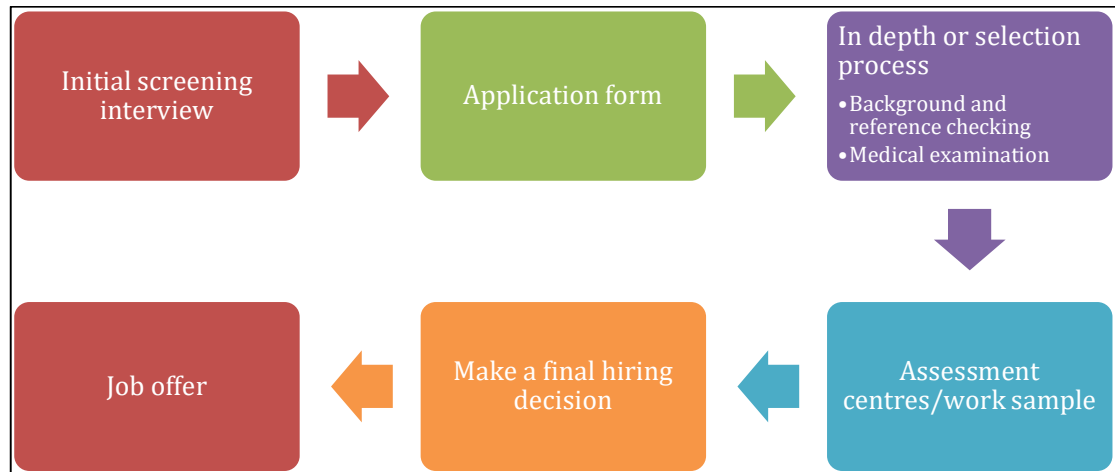 Initial screening
interview
Application form
In depth or selection
process
•Background and
reference checking
•Medical examination
Assessment
centres/work sample
Make a final hiring
decision
Job offer